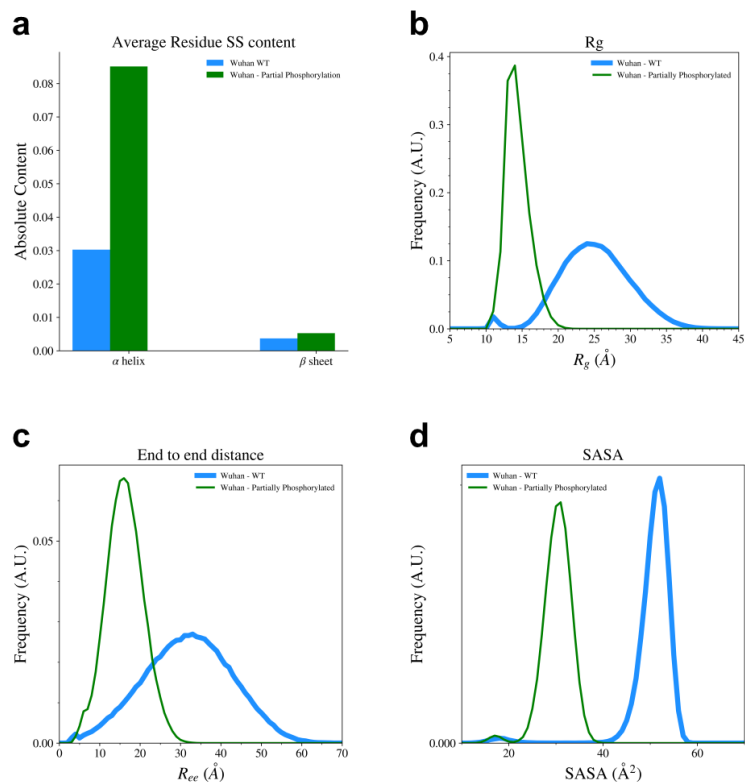 a
Average Residue SS content
Wuhan WT
Wuhan - Partial Phosphorylation
Absolute Content
0.08
0.07
0.06
0.05
0.04
0.03
0.02
0.01
0.00
α helix
β sheet
b
Rg
Wuhan - WT
Wuhan - Partially Phosphorylated
Frequency (A.U.)
0.4
0.3
0.2
0.1
0.0
5 10 15 20 25 30 35 40 45
Rg (Å)
c
End to end distance
Wuhan - WT
Wuhan - Partially Phosphorylated
Frequency (A.U.)
0.05
0.00
0 10 20 30 40 50 60 70
Ree (Å)
d
SASA
Wuhan - WT
Wuhan - Partially Phosphorylated
Frequency (A.U.)
0.000
20 40 60
SASA (Å²)